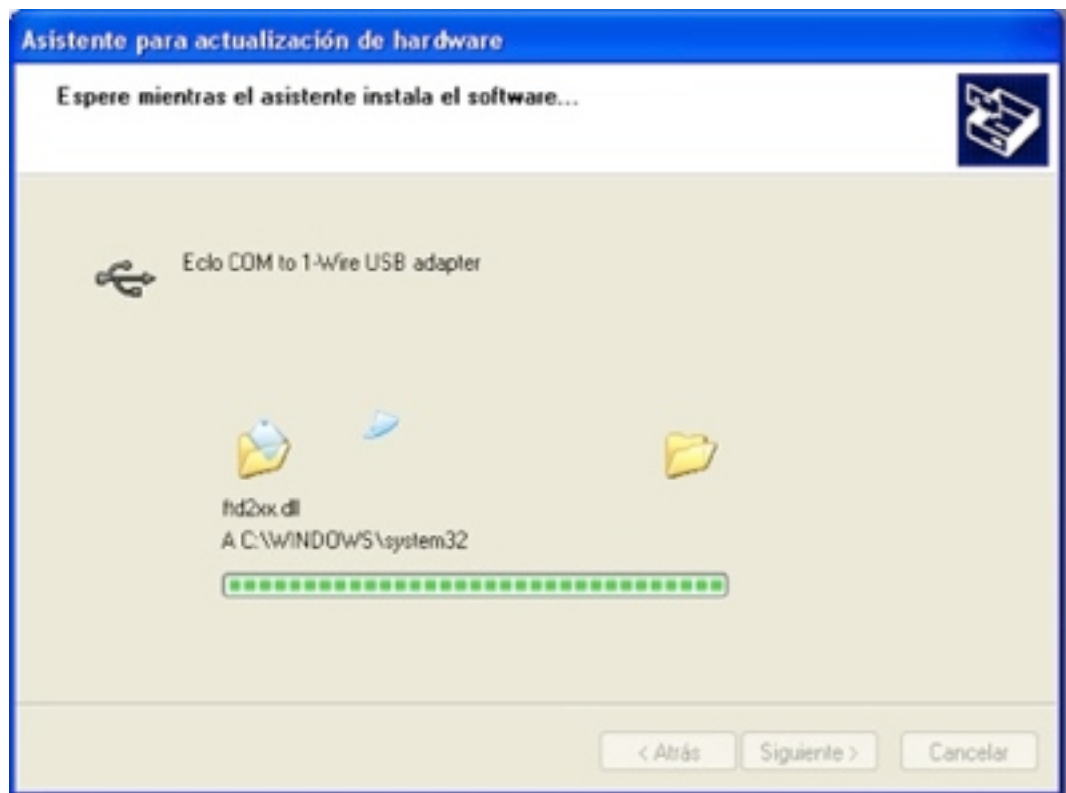 Asistente para actualización de hardware
Espere mientras el asistente instala el software...
Eclo COM to 1-Wire USB adapter
ftd2xx.dll
A C:\WINDOWS\system32
< Atrás
Siguiente >
Cancelar